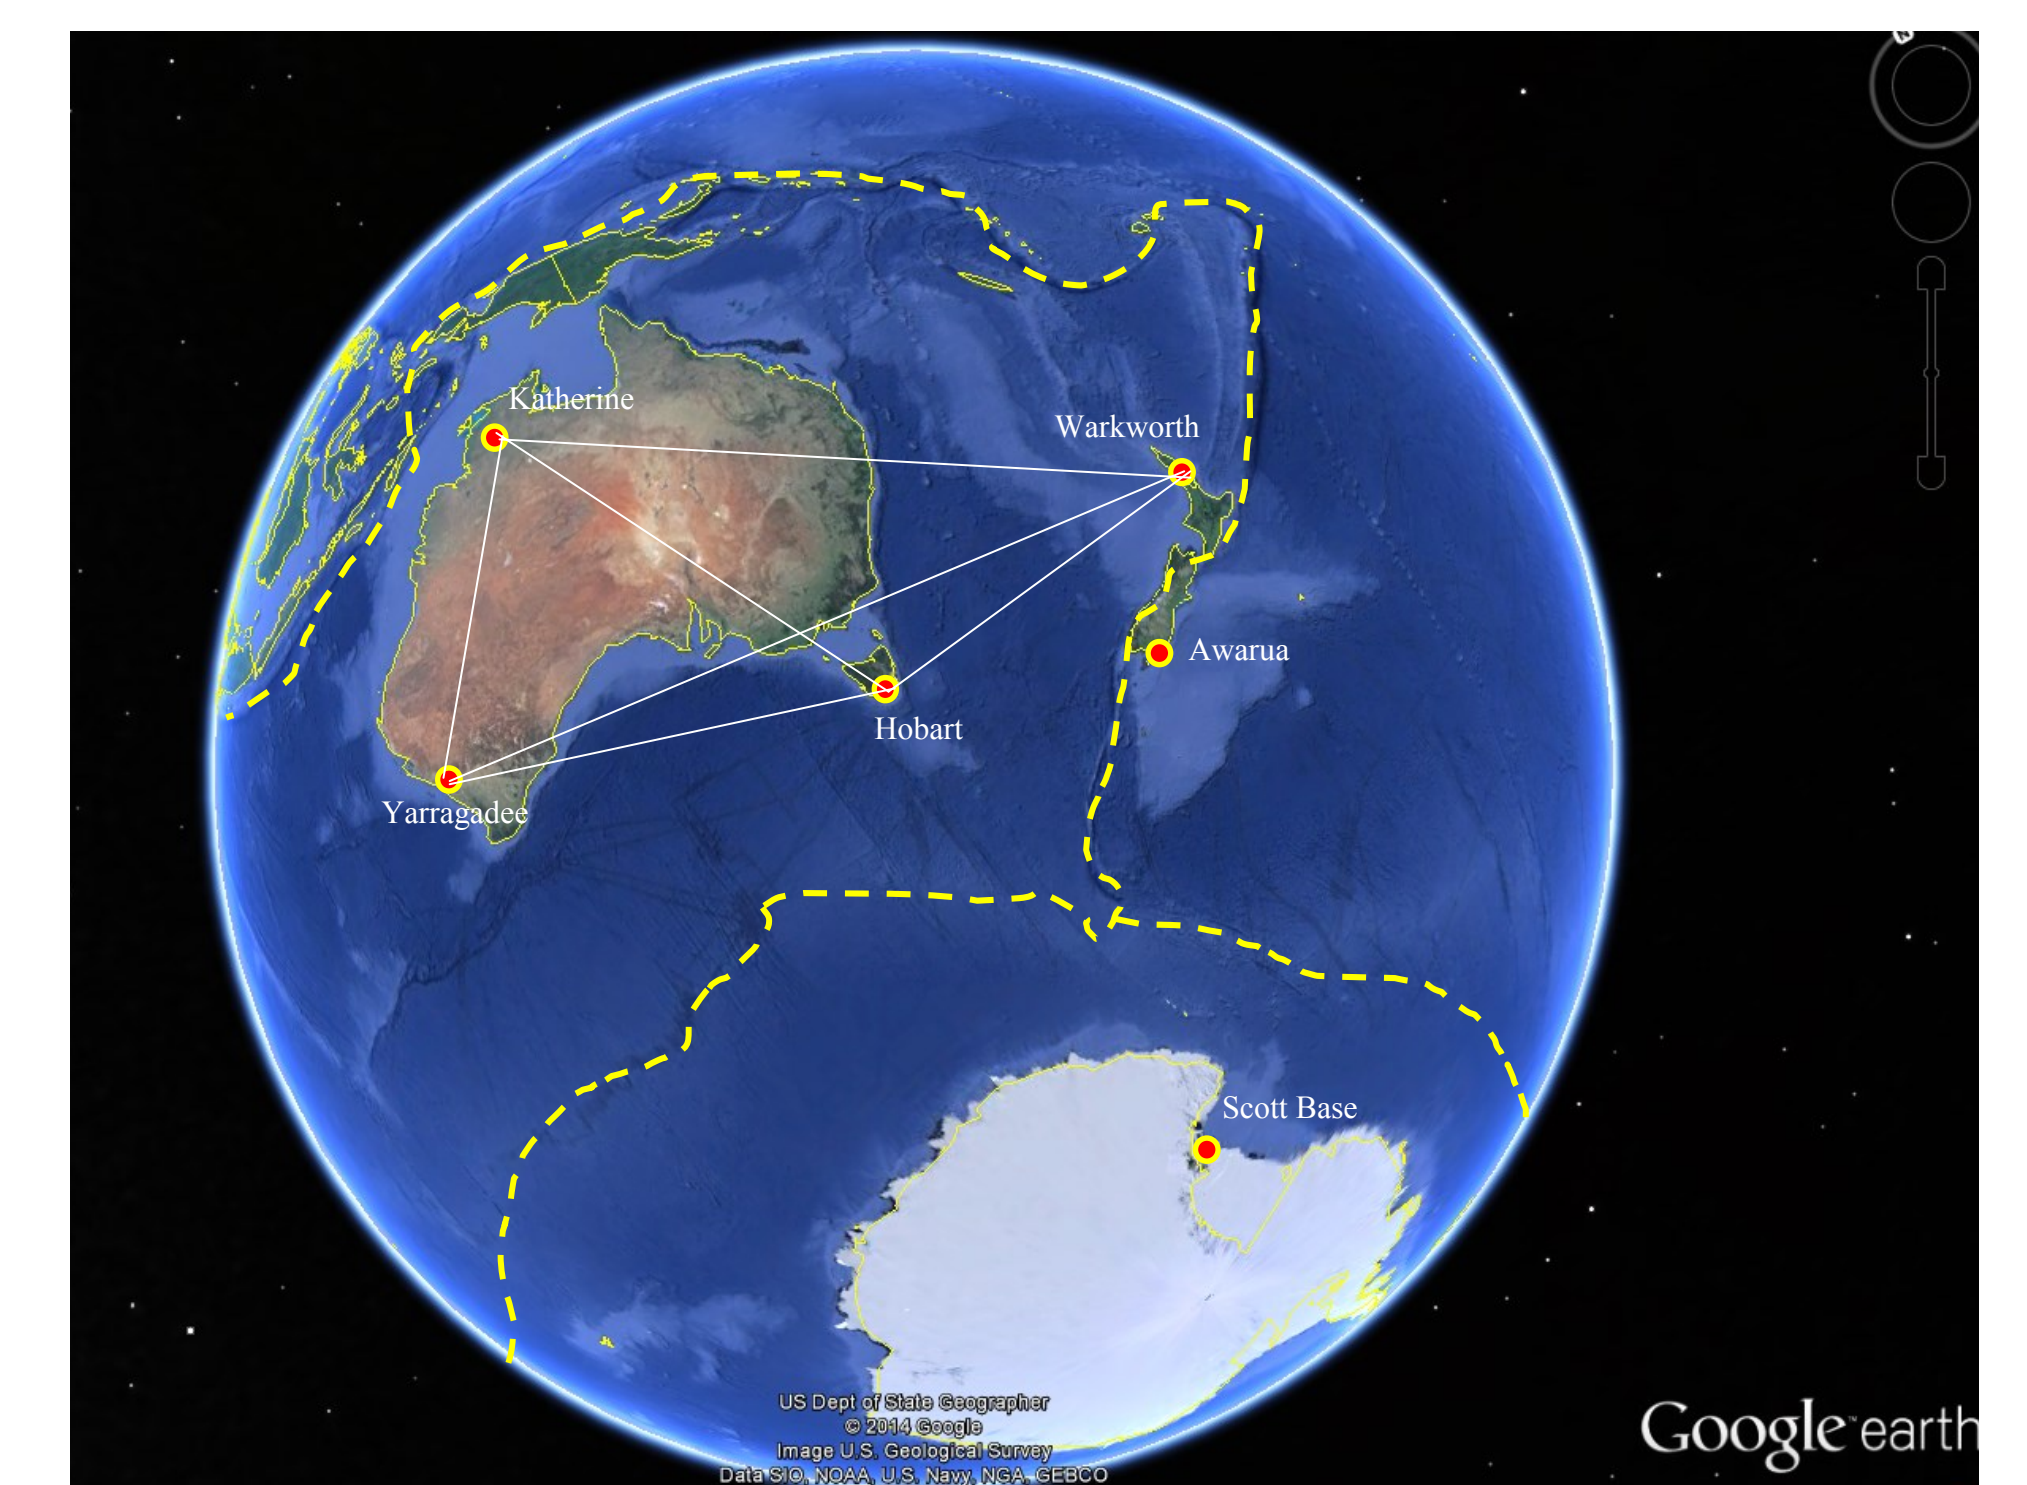 N
Katherine
Warkworth
Awarua
Hobart
Yarragadee
Scott Base
US Dept of State Geographer
© 2014 Google
Image U.S. Geological Survey
Data SIO, NOAA, U.S. Navy, NGA, GEBCO
Google™ earth